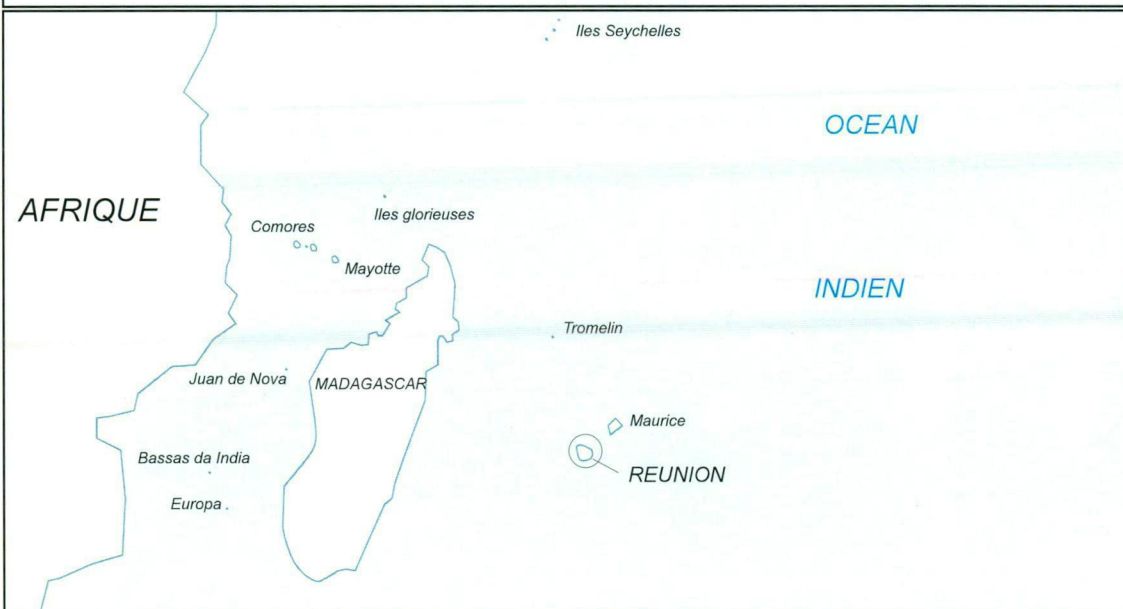 Iles Seychelles
OCEAN
AFRIQUE
Iles glorieuses
Comores
Mayotte
INDIEN
Tromelin
Juan de Nova
MADAGASCAR
Maurice
Bassas da India
REUNION
Europa